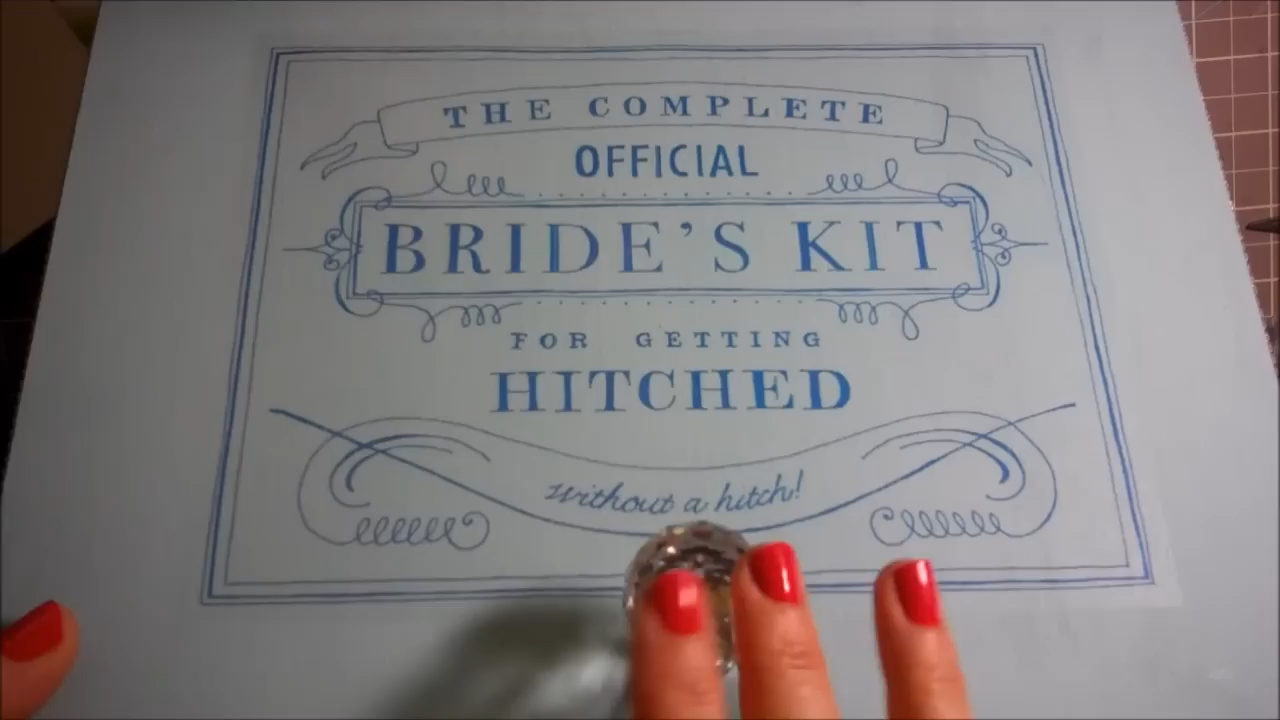 THE COMPLETE
OFFICIAL
BRIDE'S KIT
FOR GETTING
HITCHED
without a hitch!